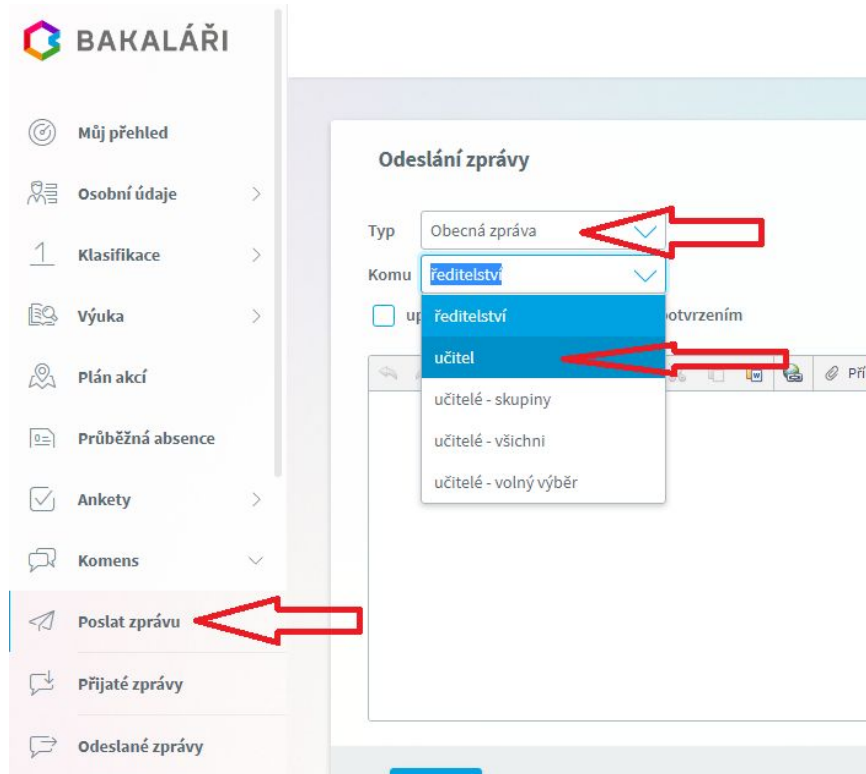 BAKALÁŘI
Můj přehled
Osobní údaje
Klasifikace
Výuka
Plán akcí
Průběžná absence
Ankety
Komens
Poslat zprávu
Přijaté zprávy
Odeslané zprávy
Odeslání zprávy
Typ Obecná zpráva
Komu ředitelství
ředitelství
učitel
učitelé - skupiny
učitelé - všichni
učitelé - volný výběr